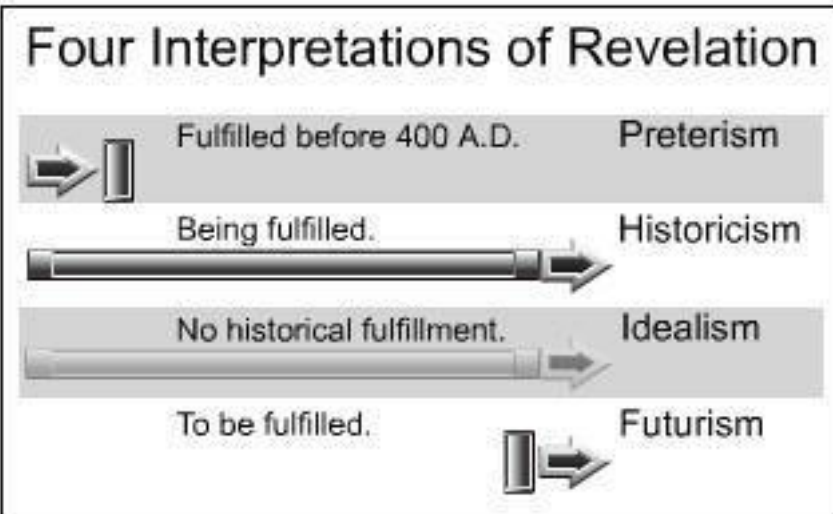 Four Interpretations of Revelation
Fulfilled before 400 A.D. Preterism
Being fulfilled. Historicism
No historical fulfillment. Idealism
To be fulfilled. Futurism